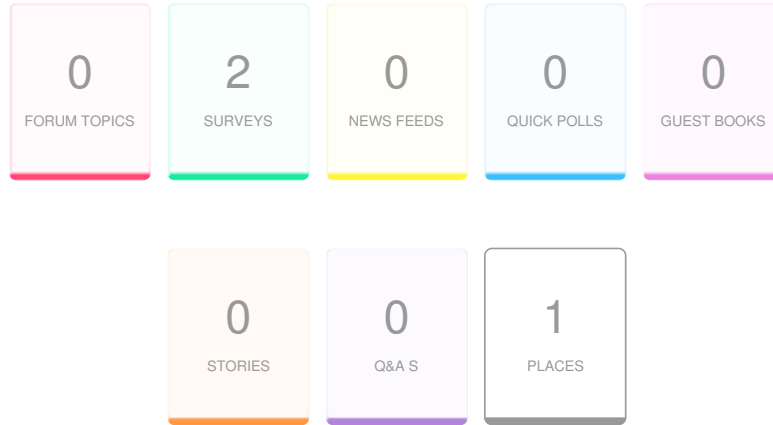 0 2 0 0 0
FORUM TOPICS SURVEYS NEWS FEEDS QUICK POLLS GUEST BOOKS
0 0 1
STORIES Q&A S PLACES